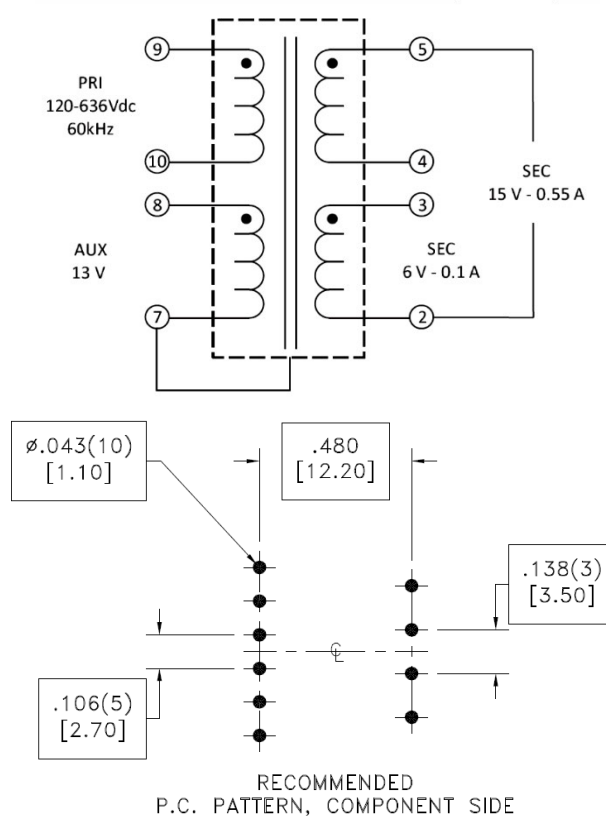 9
5
PRI
120-636Vdc
60kHz
10
4
SEC
15 V - 0.55 A
8
3
AUX
13 V
SEC
6 V - 0.1 A
7
2
ø.043(10)
[1.10]
.480
[12.20]
.138(3)
[3.50]
℄
.106(5)
[2.70]
RECOMMENDED
P.C. PATTERN, COMPONENT SIDE